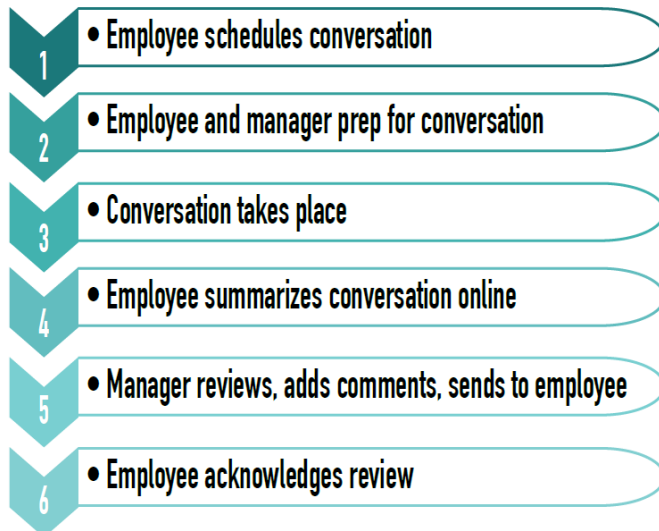 1
• Employee schedules conversation
2
• Employee and manager prep for conversation
3
• Conversation takes place
4
• Employee summarizes conversation online
5
• Manager reviews, adds comments, sends to employee
6
• Employee acknowledges review